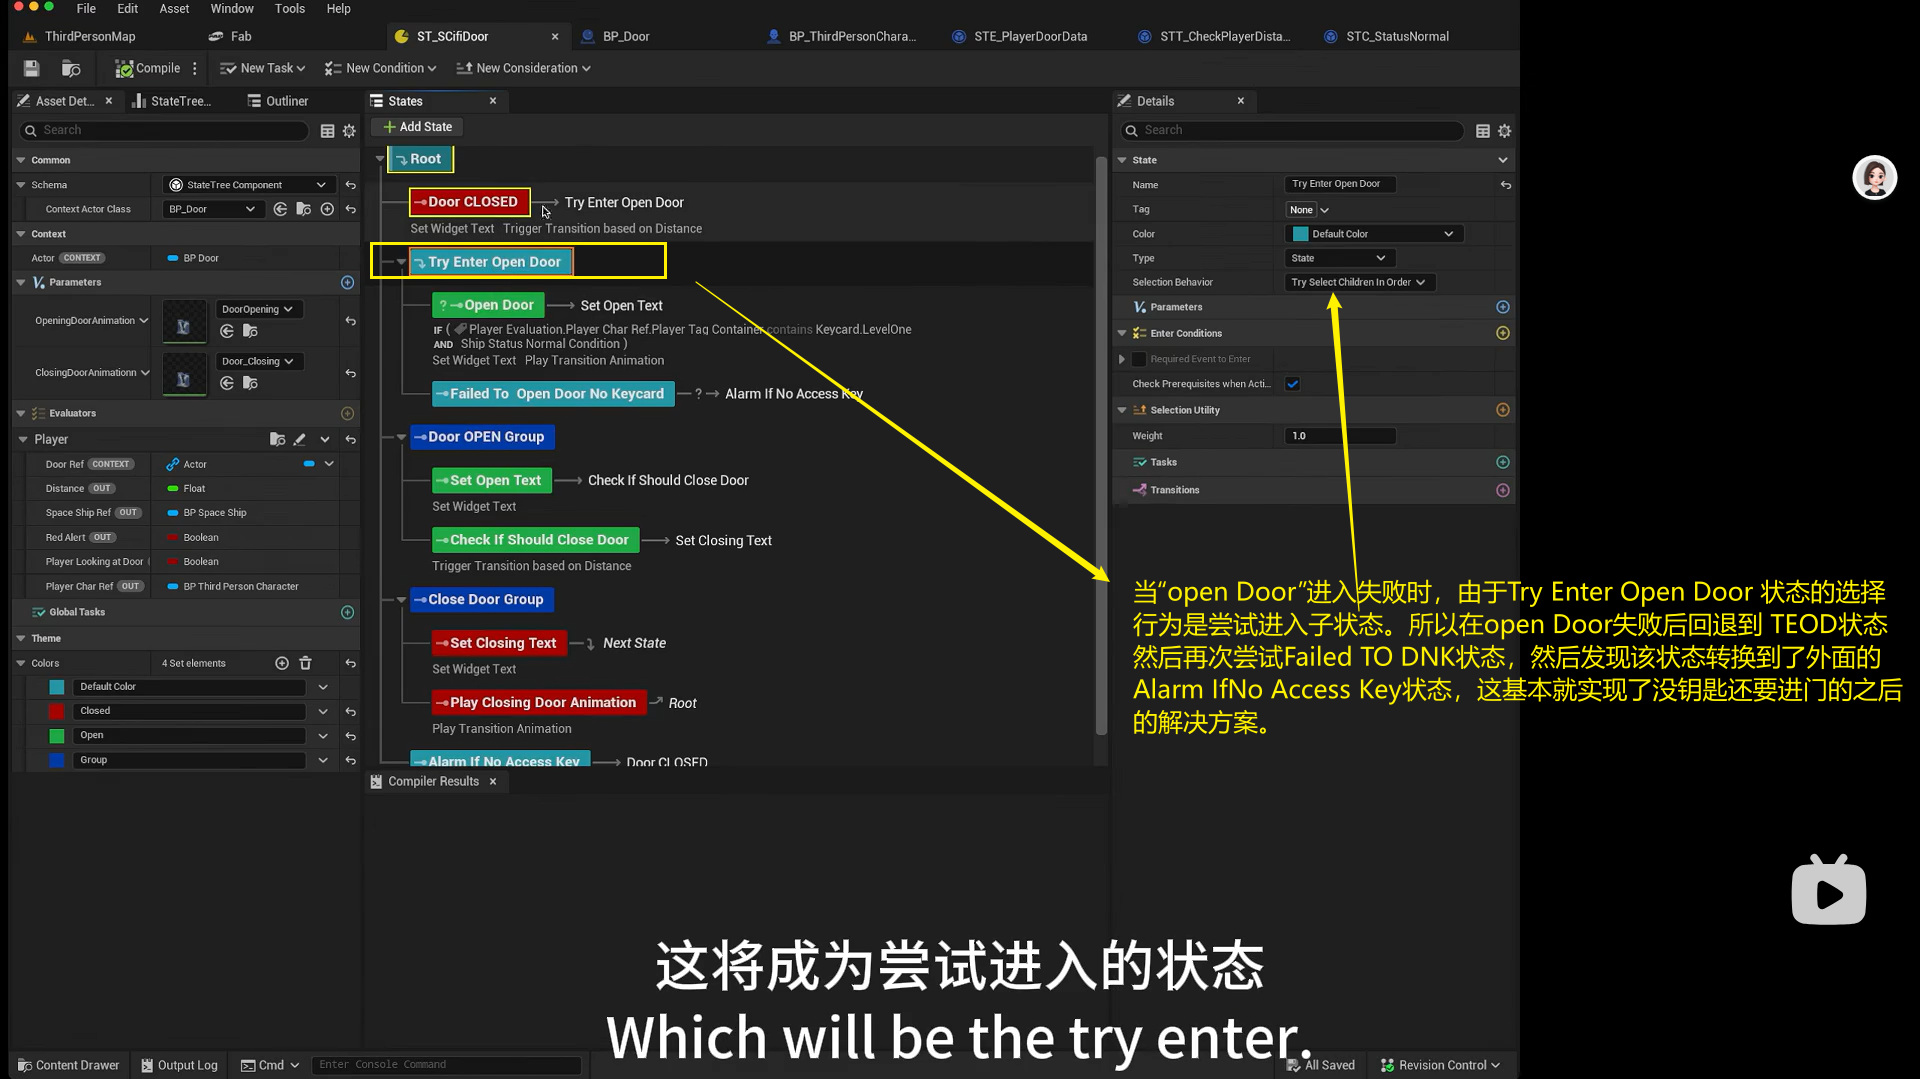 File Edit Asset Window Tools Help
ThirdPersonMap Fab ST_SCifiDoor BP_Door BP_ThirdPersonChara... STE_PlayerDoorData STT_CheckPlayerDista... STC_StatusNormal
Compile New Task New Condition New Consideration
Asset Det... StateTree... Outliner
Search
Common
Schema StateTree Component
Context Actor Class BP_Door
Context
Actor CONTEXT BP Door
Parameters
OpeningDoorAnimation DoorOpening
ClosingDoorAnimationn Door_Closing
Evaluators
Player
Door Ref CONTEXT Actor
Distance OUT Float
Space Ship Ref OUT BP Space Ship
Red Alert OUT Boolean
Player Looking at Door Boolean
Player Char Ref OUT BP Third Person Character
Global Tasks
Theme
Colors 4 Set elements
Default Color
Closed
Open
Group
States
Add State
Root
Door CLOSED Try Enter Open Door
Set Widget Text Trigger Transition based on Distance
Try Enter Open Door
? Open Door Set Open Text
IF ( Player Evaluation.Player Char Ref.Player Tag Container contains Keycard.LevelOne
AND Ship Status Normal Condition )
Set Widget Text Play Transition Animation
Failed To Open Door No Keycard ? Alarm If No Access Key
Door OPEN Group
Set Open Text Check If Should Close Door
Set Widget Text
Check If Should Close Door Set Closing Text
Trigger Transition based on Distance
Close Door Group
Set Closing Text Next State
Set Widget Text
Play Closing Door Animation Root
Play Transition Animation
Alarm If No Access Key Door CLOSED
Compiler Results
Details
Search
State
Name Try Enter Open Door
Tag None
Color Default Color
Type State
Selection Behavior Try Select Children In Order
Parameters
Enter Conditions
Required Event to Enter
Check Prerequisites when Acti...
Selection Utility
Weight 1.0
Tasks
Transitions
当“open Door”进入失败时，由于Try Enter Open Door 状态的选择
行为是尝试进入子状态。所以在open Door失败后回退到 TEOD状态
然后再次尝试Failed TO DNK状态，然后发现该状态转换到了外面的
Alarm IfNo Access Key状态，这基本就实现了没钥匙还要进门的之后
的解决方案。
这将成为尝试进入的状态
Which will be the try enter.
Content Drawer Output Log Cmd Enter Console Command All Saved Revision Control